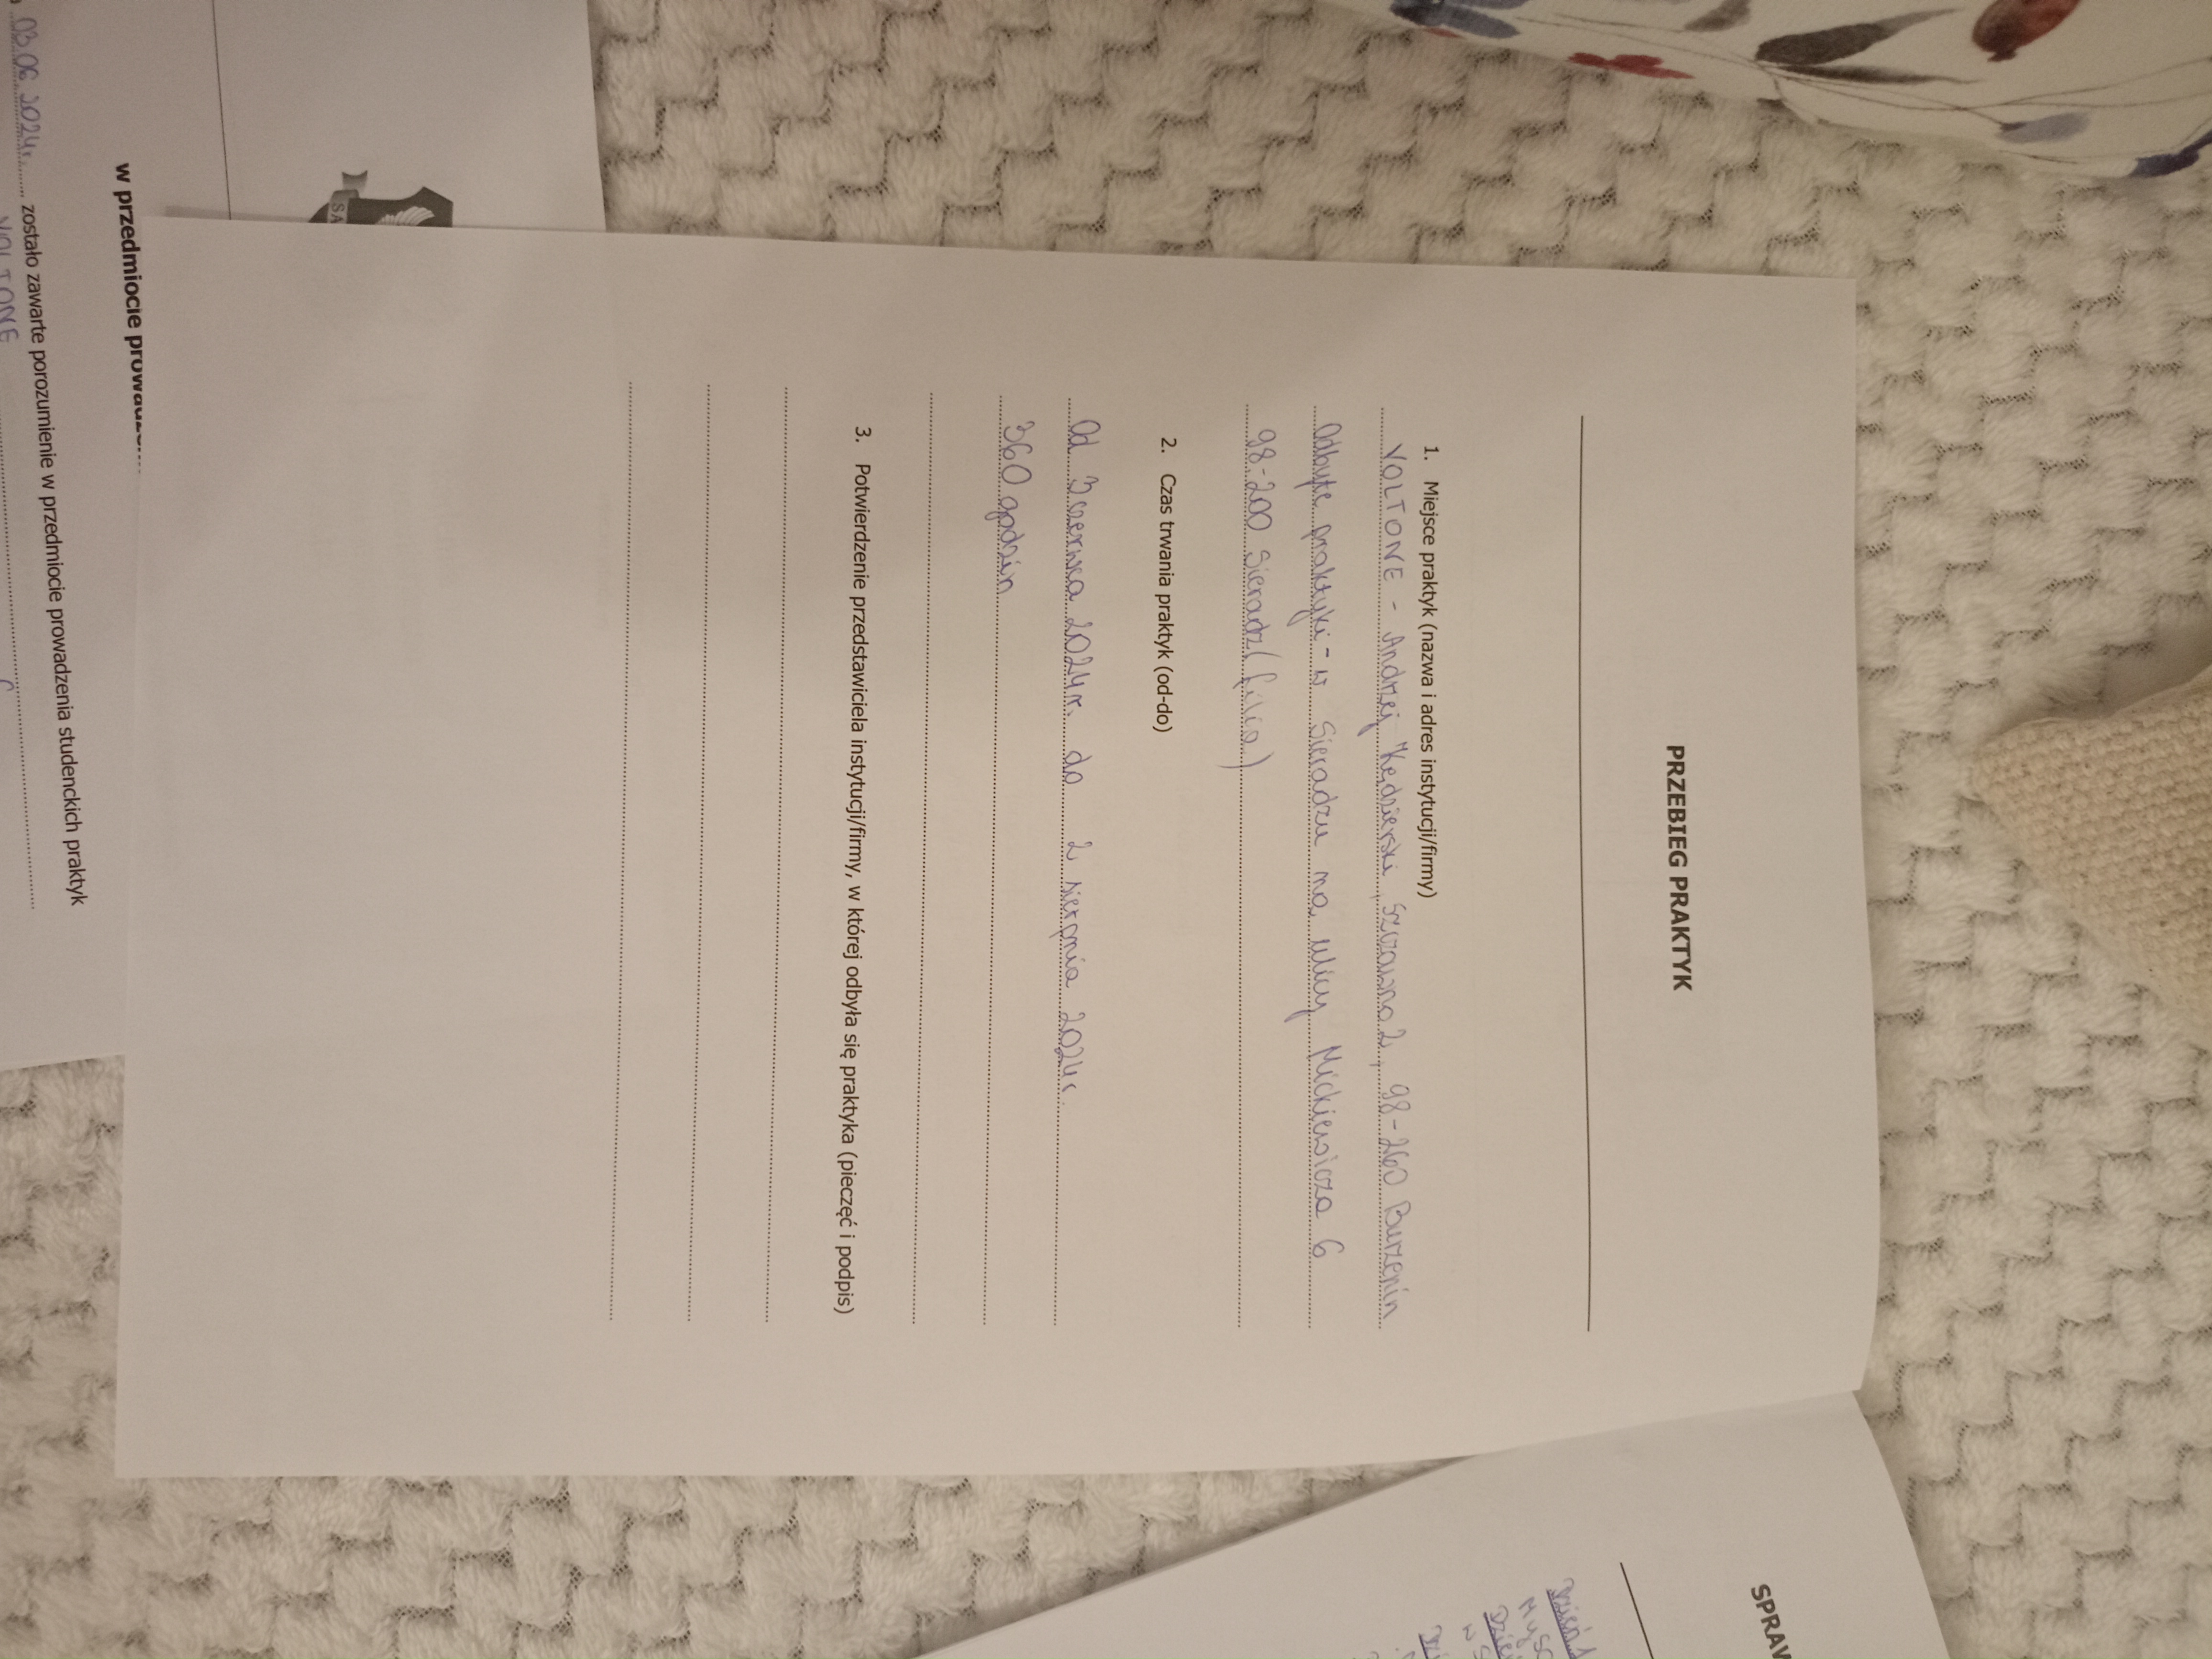 PRZEBIEG PRAKTYK
1. Miejsce praktyk (nazwa i adres instytucji/firmy)
VOLTONE - Andrzej Kędzierski, Szczawno 2, 98-260 Burzenin
Odbyte praktyki - w Sieradzu na ulicy Mickiewicza 6
98-200 Sieradz (filia)
2. Czas trwania praktyk (od-do)
Od 3 czerwca 2024r. do 2 sierpnia 2024r.
360 godzin
3. Potwierdzenie przedstawiciela instytucji/firmy, w której odbyła się praktyka (pieczęć i podpis)
SA
w przedmiocie
03.06.2024r. zostało zawarte porozumienie w przedmiocie prowadzenia studenckich praktyk
VOLTONE
SPRAW
Dzień 1